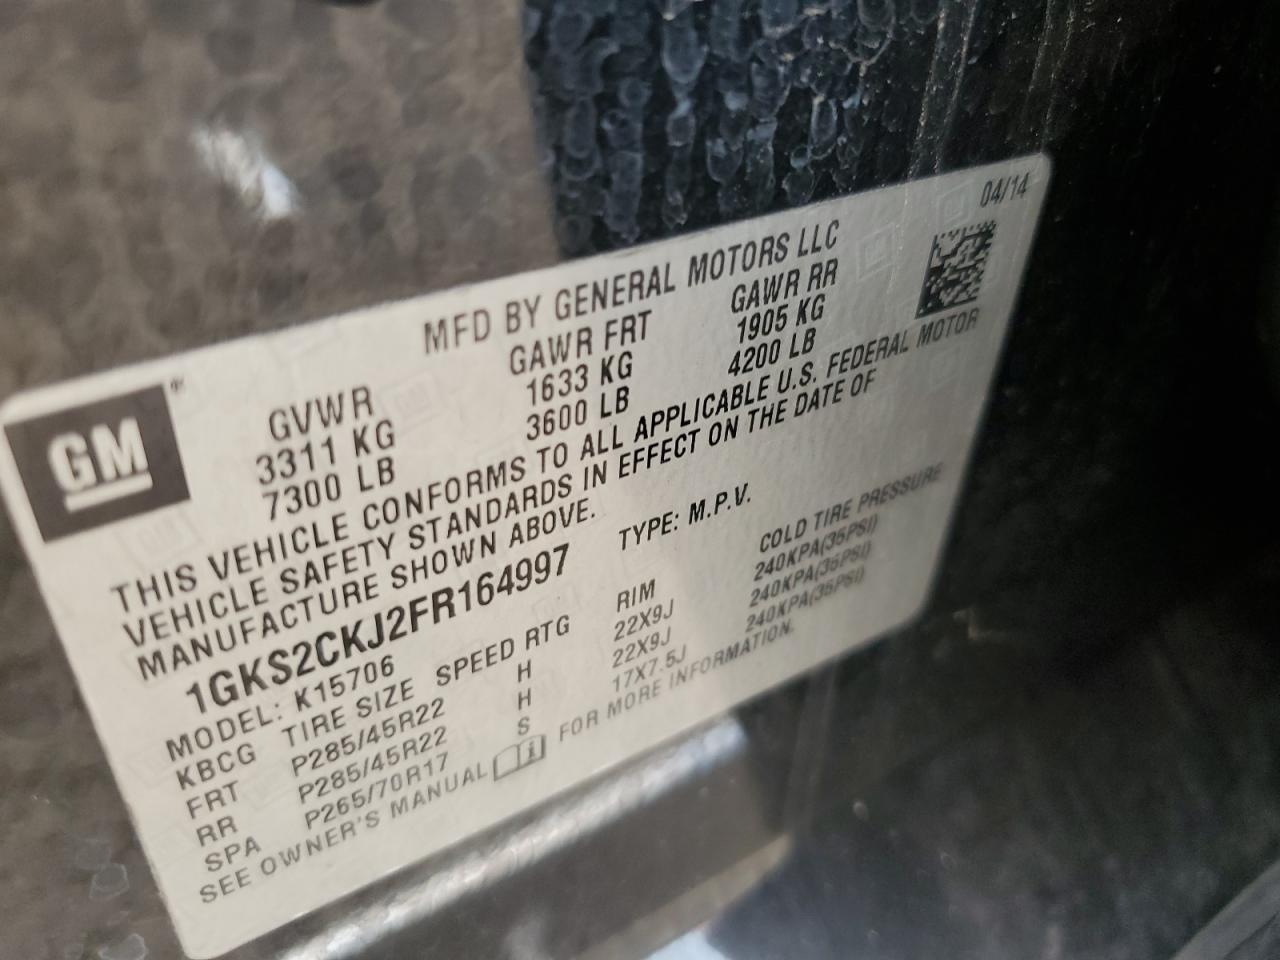 04/14
MFD BY GENERAL MOTORS LLC
GM®
GVWR GAWR FRT GAWR RR
3311 KG 1633 KG 1905 KG
7300 LB 3600 LB 4200 LB
THIS VEHICLE CONFORMS TO ALL APPLICABLE U.S. FEDERAL MOTOR
VEHICLE SAFETY STANDARDS IN EFFECT ON THE DATE OF
MANUFACTURE SHOWN ABOVE.
1GKS2CKJ2FR164997 TYPE: M.P.V.
MODEL: K15706
KBCG TIRE SIZE SPEED RTG RIM COLD TIRE PRESSURE
FRT P285/45R22 H 22X9J 240KPA(35PSI)
RR P285/45R22 H 22X9J 240KPA(35PSI)
SPA P265/70R17 S 17X7.5J 240KPA(35PSI)
SEE OWNER'S MANUAL FOR MORE INFORMATION.